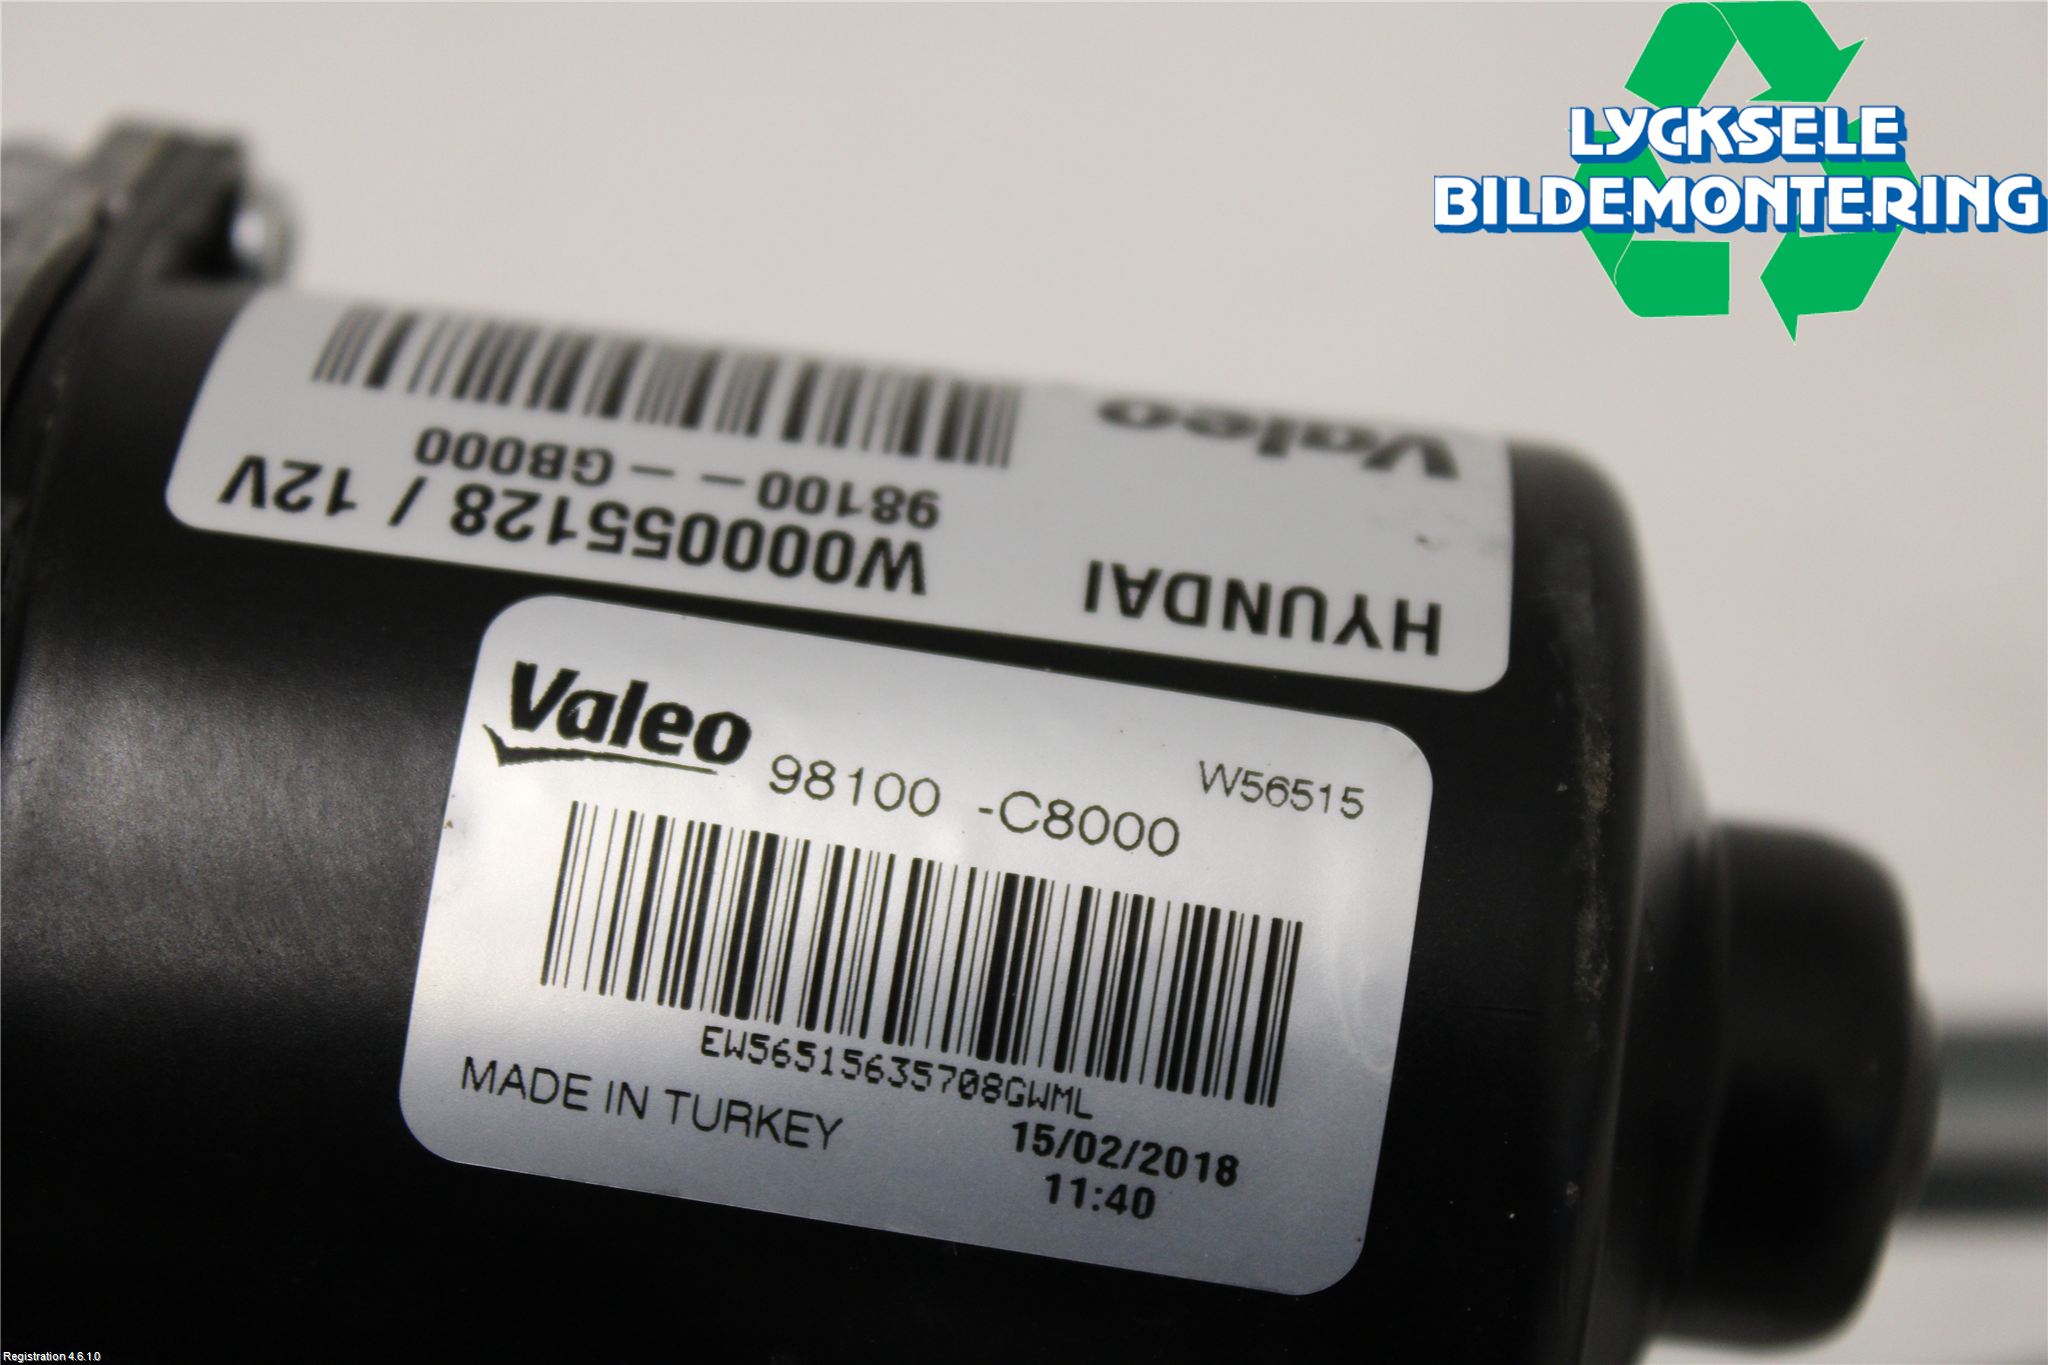 LYCKSELE
BILDEMONTERING
Valeo
98100--GB000
HYUNDAI
W000055128 / 12V
Valeo
98100 -C8000
W56515
EW56515635708GWML
MADE IN TURKEY
15/02/2018
11:40
Registration 4.6.1.0